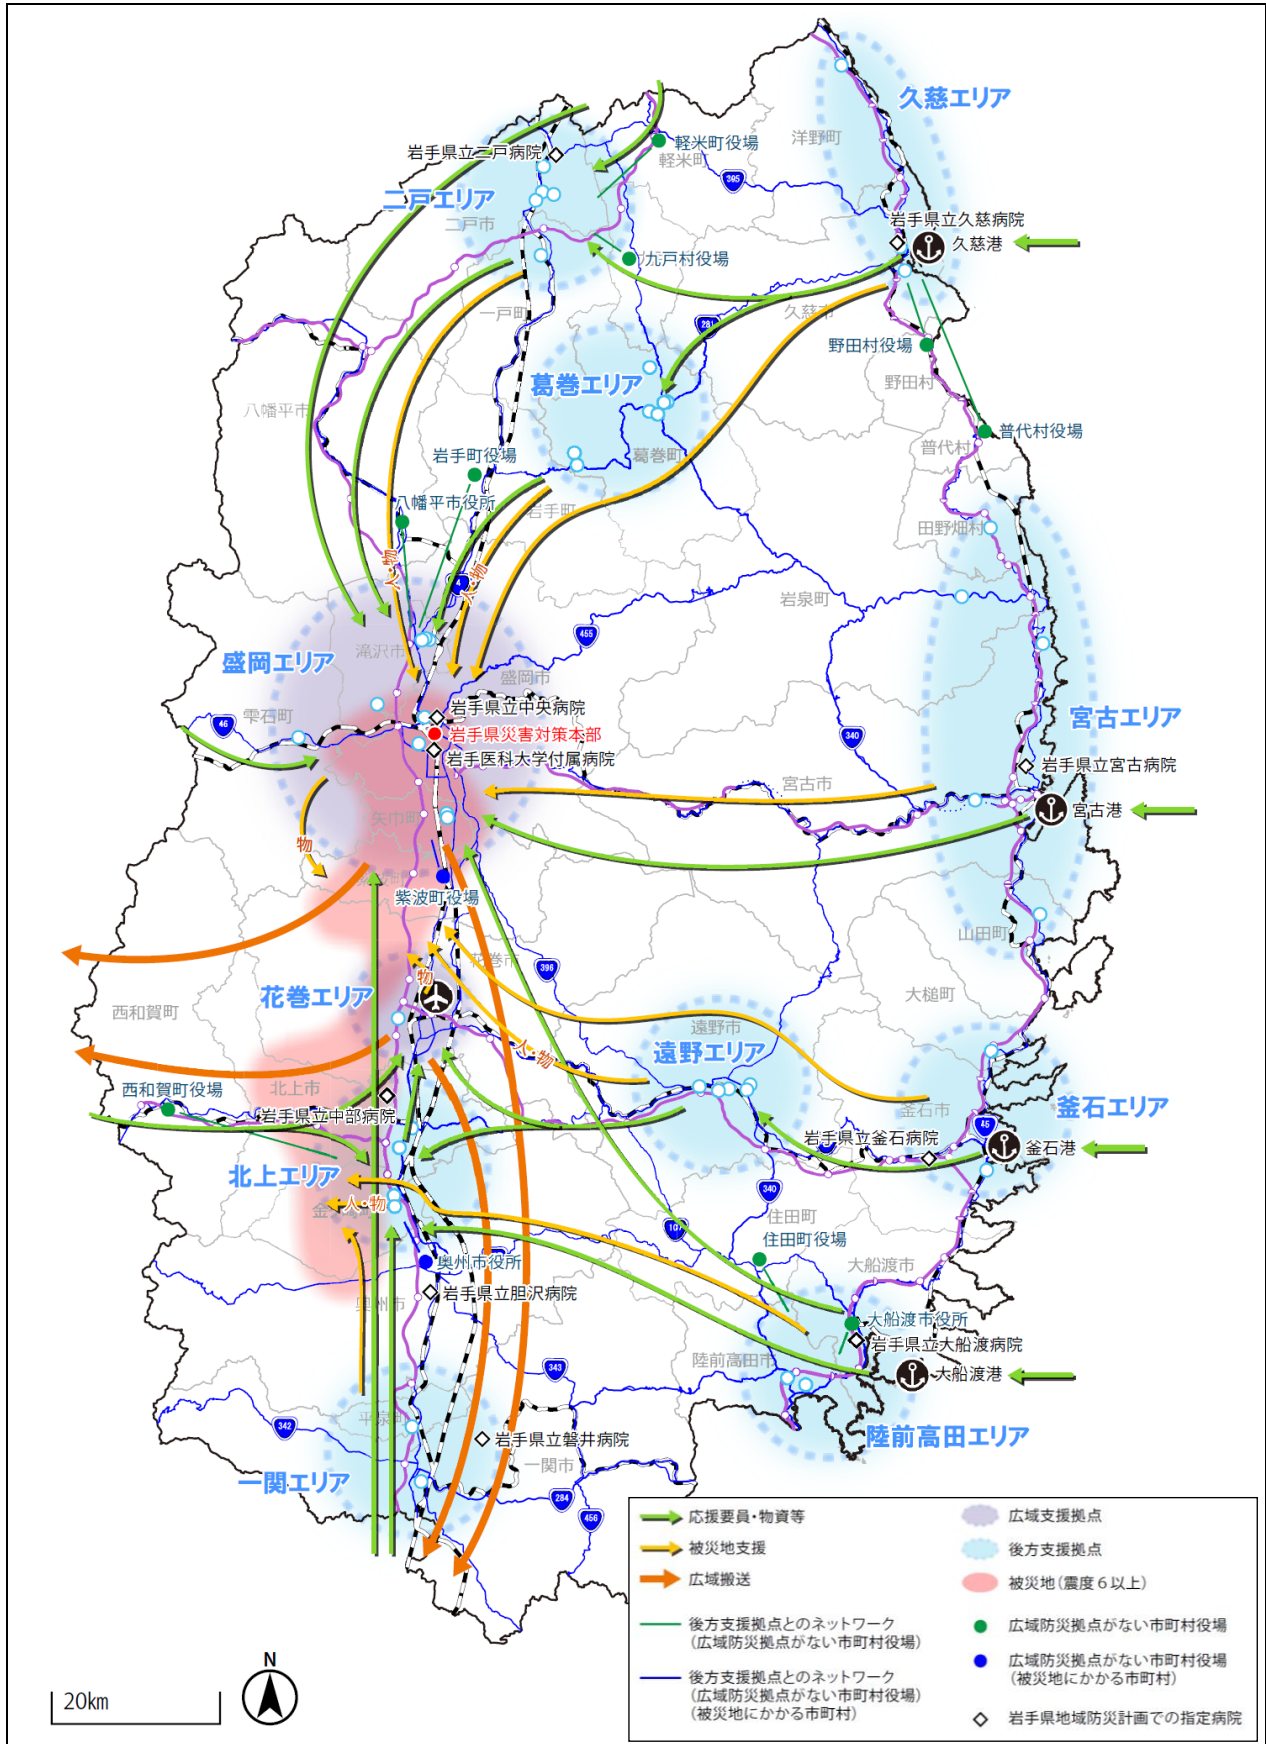 久慈エリア
洋野町
軽米町役場
軽米町
岩手県立二戸病院
395
二戸エリア
二戸市
岩手県立久慈病院
久慈港
九戸村役場
一戸町
久慈市
281
野田村役場
葛巻エリア
野田村
八幡平市
普代村役場
普代村
岩手町役場
葛巻町
八幡平市役所
岩手町
田野畑村
人・物
人・物
4
岩泉町
455
滝沢市
盛岡エリア
盛岡市
雫石町
46
岩手県立中央病院
岩手県災害対策本部
岩手医科大学付属病院
340
宮古エリア
岩手県立宮古病院
宮古市
宮古港
矢巾町
物
紫波町役場
山田町
花巻市
396
物
花巻エリア
大槌町
西和賀町
遠野市
遠野エリア
人・物
北上市
西和賀町役場
岩手県立中部病院
釜石市
釜石エリア
45
岩手県立釜石病院
釜石港
北上エリア
340
人・物
住田町
107
住田町役場
奥州市役所
大船渡市
岩手県立胆沢病院
奥州市
大船渡市役所
岩手県立大船渡病院
陸前高田市
343
大船渡港
平泉町
342
陸前高田エリア
岩手県立磐井病院
一関市
一関エリア
284
456
応援要員・物資等
被災地支援
広域搬送
後方支援拠点とのネットワーク
(広域防災拠点がない市町村役場)
後方支援拠点とのネットワーク
(広域防災拠点がない市町村役場)
(被災地にかかる市町村)
広域支援拠点
後方支援拠点
被災地(震度６以上)
広域防災拠点がない市町村役場
広域防災拠点がない市町村役場
(被災地にかかる市町村)
岩手県地域防災計画での指定病院
N
20km